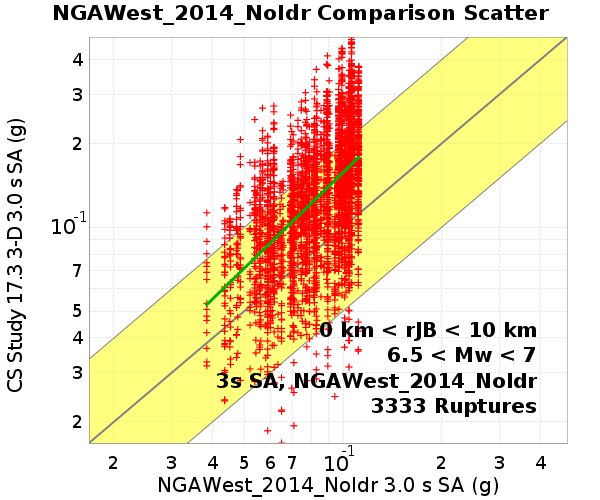 NGAWest_2014_NoIdr Comparison Scatter
CS Study 17.3 3-D 3.0 s SA (g)
4
3
2
10-1
7
5
4
3
2
0 km < rJB < 10 km
6.5 < Mw < 7
3s SA, NGAWest_2014_NoIdr
3333 Ruptures
2 3 4 5 6 7 10-1 2 3 4
NGAWest_2014_NoIdr 3.0 s SA (g)